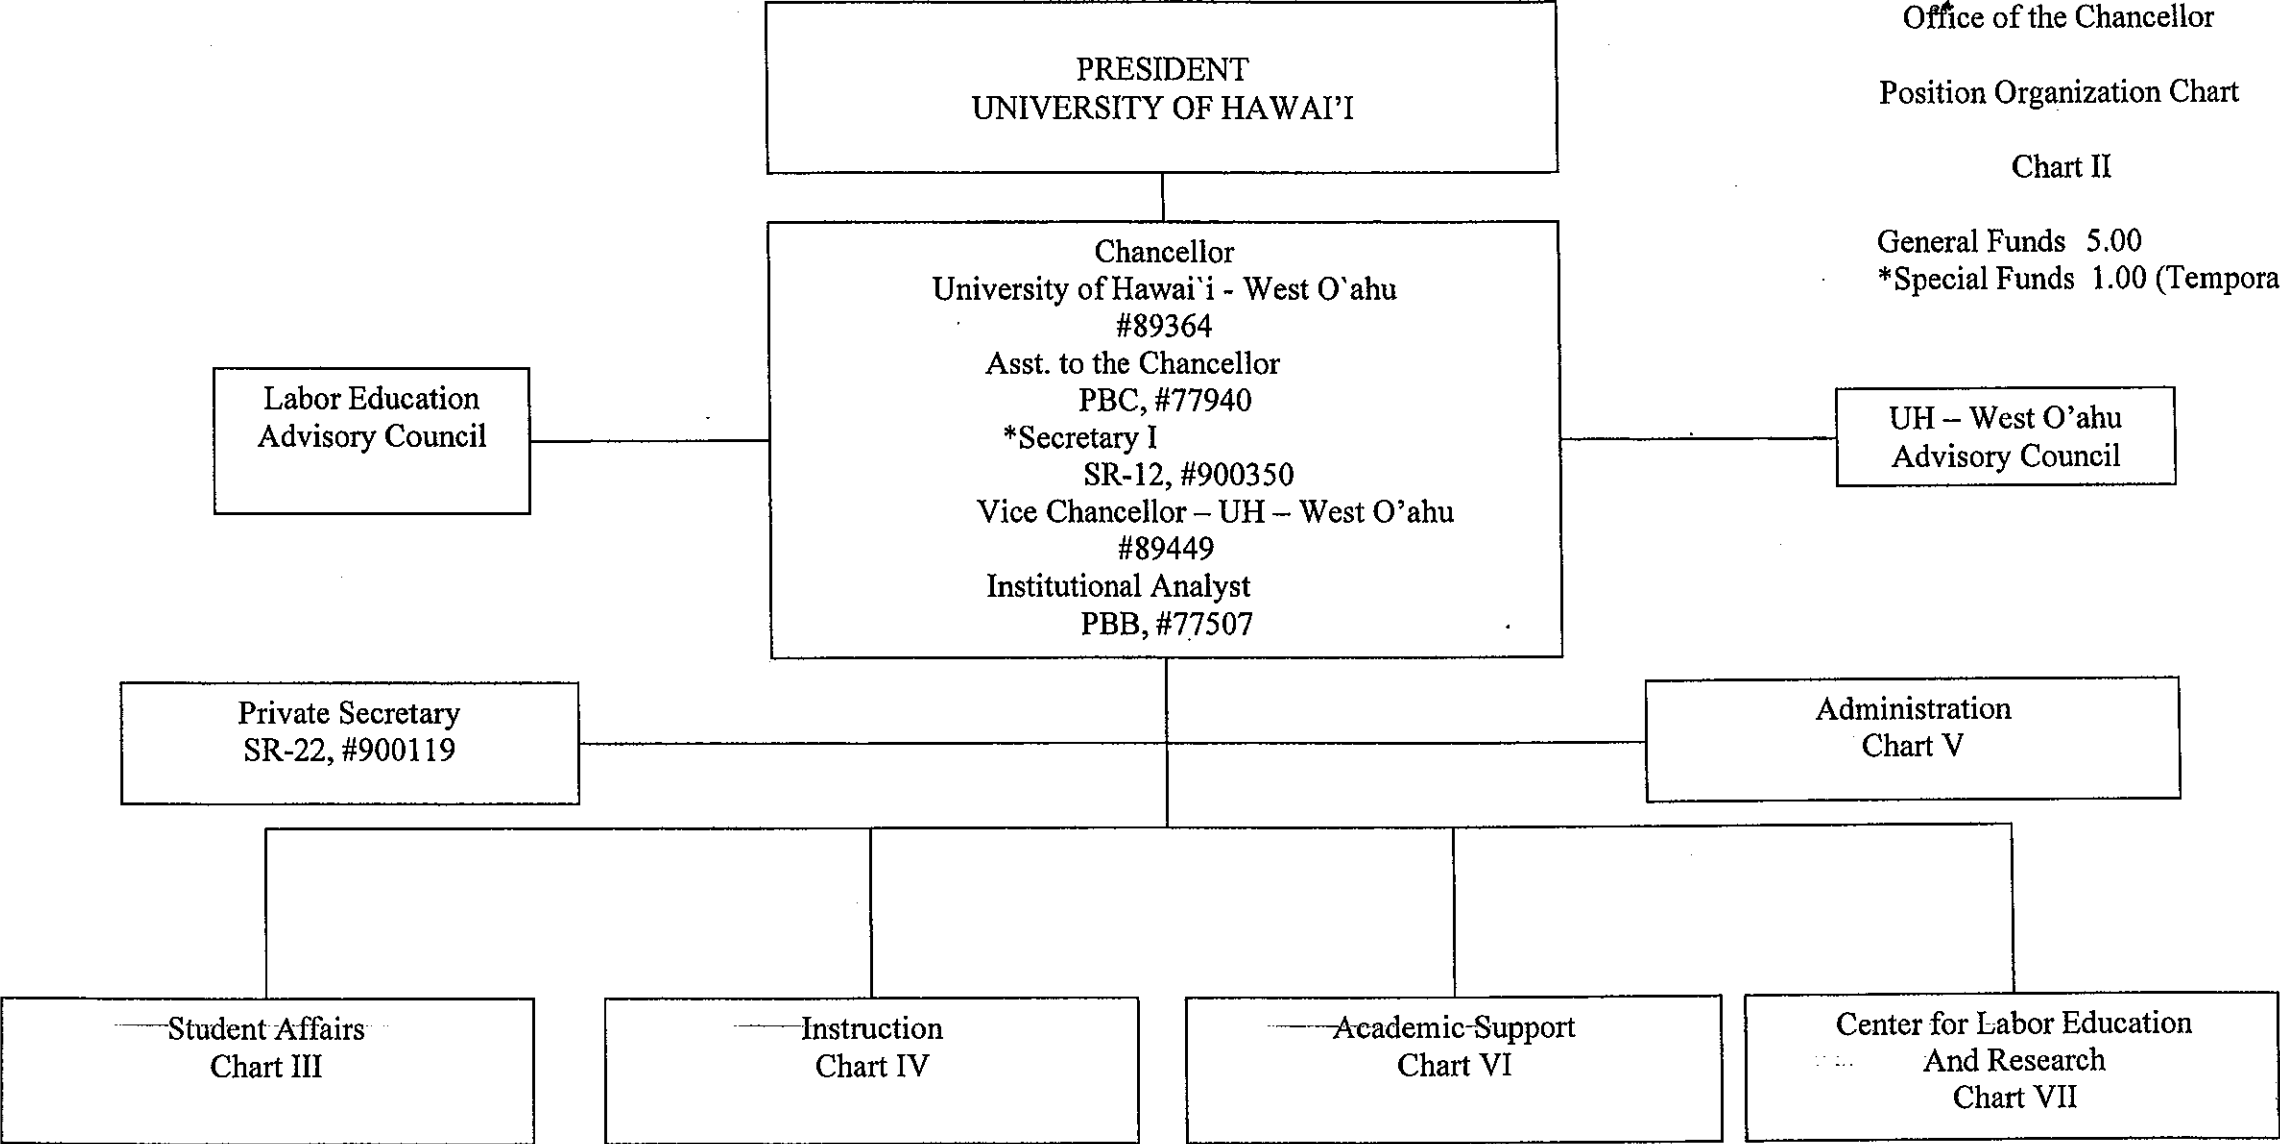 Office of the Chancellor
Position Organization Chart
Chart II
General Funds 5.00
*Special Funds 1.00 (Tempora
PRESIDENT
UNIVERSITY OF HAWAI'I
Chancellor
University of Hawai`i - West O`ahu
#89364
Asst. to the Chancellor
PBC, #77940
*Secretary I
SR-12, #900350
Vice Chancellor – UH – West O’ahu
#89449
Institutional Analyst
PBB, #77507
Labor Education
Advisory Council
UH – West O’ahu
Advisory Council
Private Secretary
SR-22, #900119
Administration
Chart V
Student Affairs
Chart III
Instruction
Chart IV
Academic Support
Chart VI
Center for Labor Education
And Research
Chart VII